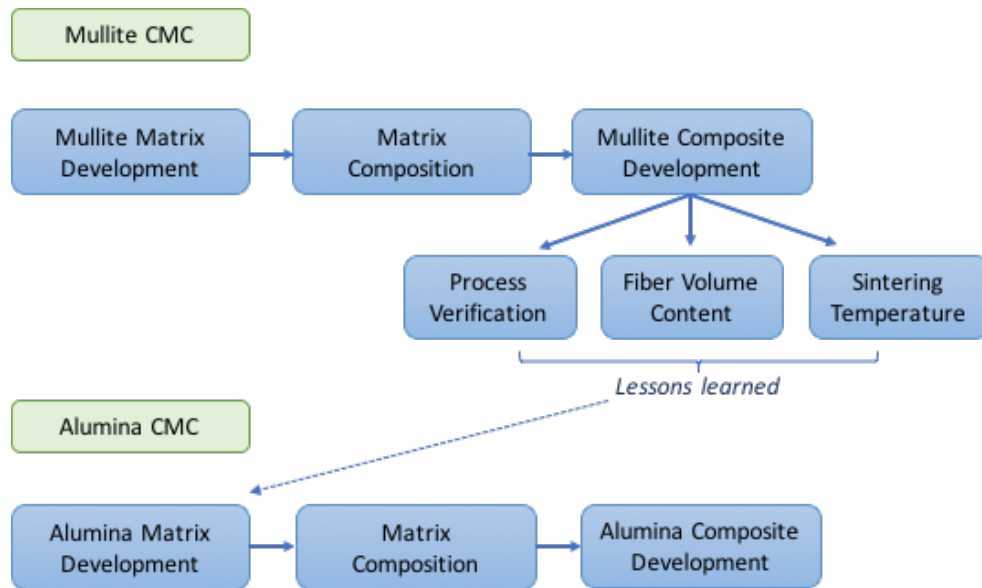 Mullite CMC
Mullite Matrix
Development
Matrix
Composition
Mullite Composite
Development
Process
Verification
Fiber Volume
Content
Sintering
Temperature
Lessons learned
Alumina CMC
Alumina Matrix
Development
Matrix
Composition
Alumina Composite
Development